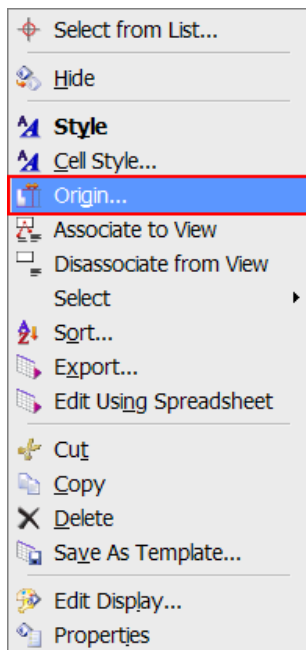 Select from List...
Hide
Style
Cell Style...
Origin...
Associate to View
Disassociate from View
Select
Sort...
Export...
Edit Using Spreadsheet
Cut
Copy
Delete
Save As Template...
Edit Display...
Properties